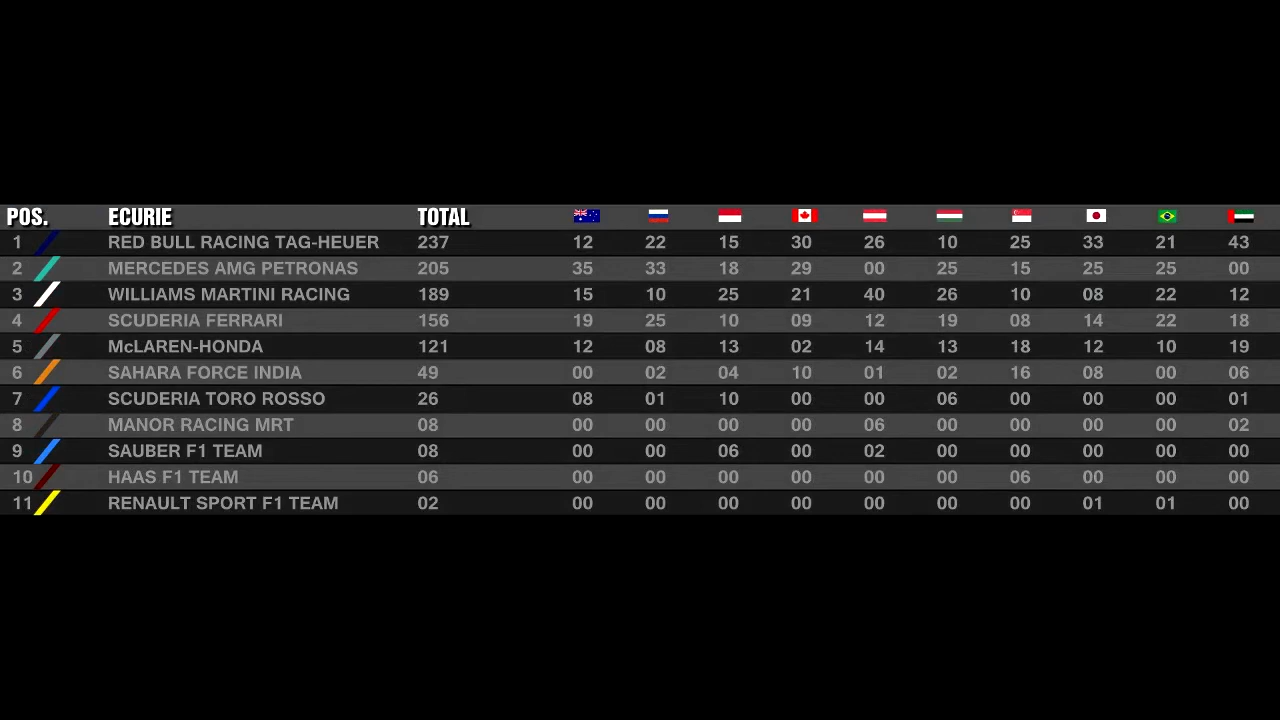 POS. ECURIE TOTAL
1 RED BULL RACING TAG-HEUER 237 12 22 15 30 26 10 25 33 21 43
2 MERCEDES AMG PETRONAS 205 35 33 18 29 00 25 15 25 25 00
3 WILLIAMS MARTINI RACING 189 15 10 25 21 40 26 10 08 22 12
4 SCUDERIA FERRARI 156 19 25 10 09 12 19 08 14 22 18
5 McLAREN-HONDA 121 12 08 13 02 14 13 18 12 10 19
6 SAHARA FORCE INDIA 49 00 02 04 10 01 02 16 08 00 06
7 SCUDERIA TORO ROSSO 26 08 01 10 00 00 06 00 00 00 01
8 MANOR RACING MRT 08 00 00 00 00 06 00 00 00 00 02
9 SAUBER F1 TEAM 08 00 00 06 00 02 00 00 00 00 00
10 HAAS F1 TEAM 06 00 00 00 00 00 00 06 00 00 00
11 RENAULT SPORT F1 TEAM 02 00 00 00 00 00 00 00 01 01 00